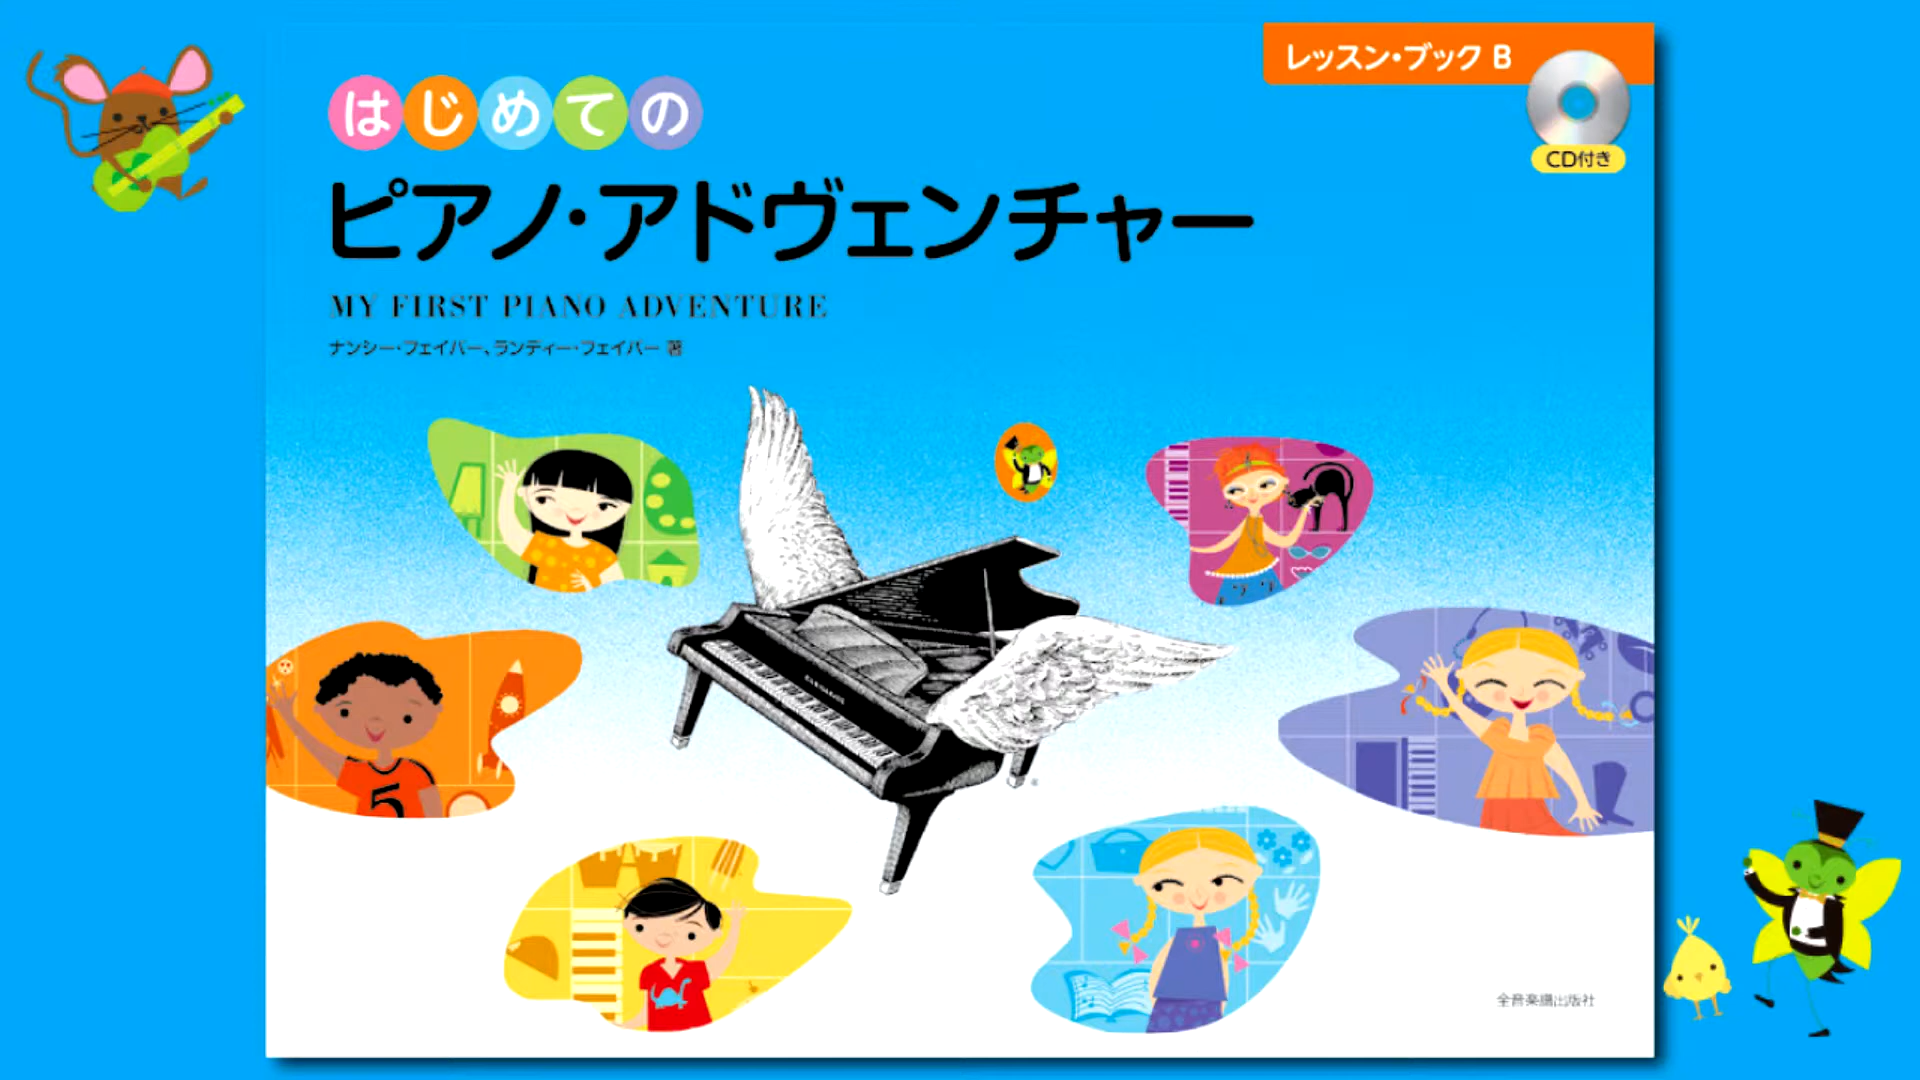 レッスン・ブック B
CD付き
はじめての
ピアノ・アドヴェンチャー
MY FIRST PIANO ADVENTURE
ナンシー・フェイバー、ランディー・フェイバー 著
5
全音楽譜出版社